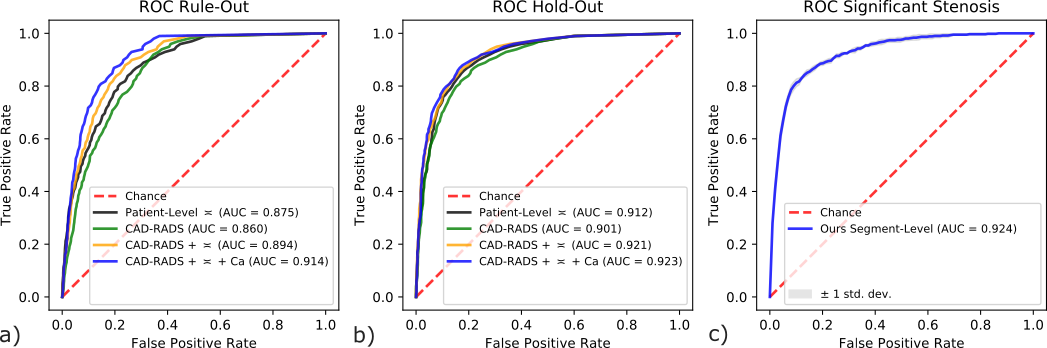 ROC Rule-Out
True Positive Rate
1.0
0.8
0.6
0.4
0.2
0.0
Chance
Patient-Level ≍ (AUC = 0.875)
CAD-RADS (AUC = 0.860)
CAD-RADS + ≍ (AUC = 0.894)
CAD-RADS + ≍ + Ca (AUC = 0.914)
0.0 0.2 0.4 0.6 0.8 1.0
False Positive Rate
a)
ROC Hold-Out
True Positive Rate
1.0
0.8
0.6
0.4
0.2
0.0
Chance
Patient-Level ≍ (AUC = 0.912)
CAD-RADS (AUC = 0.901)
CAD-RADS + ≍ (AUC = 0.921)
CAD-RADS + ≍ + Ca (AUC = 0.923)
0.0 0.2 0.4 0.6 0.8 1.0
False Positive Rate
b)
ROC Significant Stenosis
True Positive Rate
1.0
0.8
0.6
0.4
0.2
0.0
Chance
Ours Segment-Level (AUC = 0.924)
± 1 std. dev.
0.0 0.2 0.4 0.6 0.8 1.0
False Positive Rate
c)